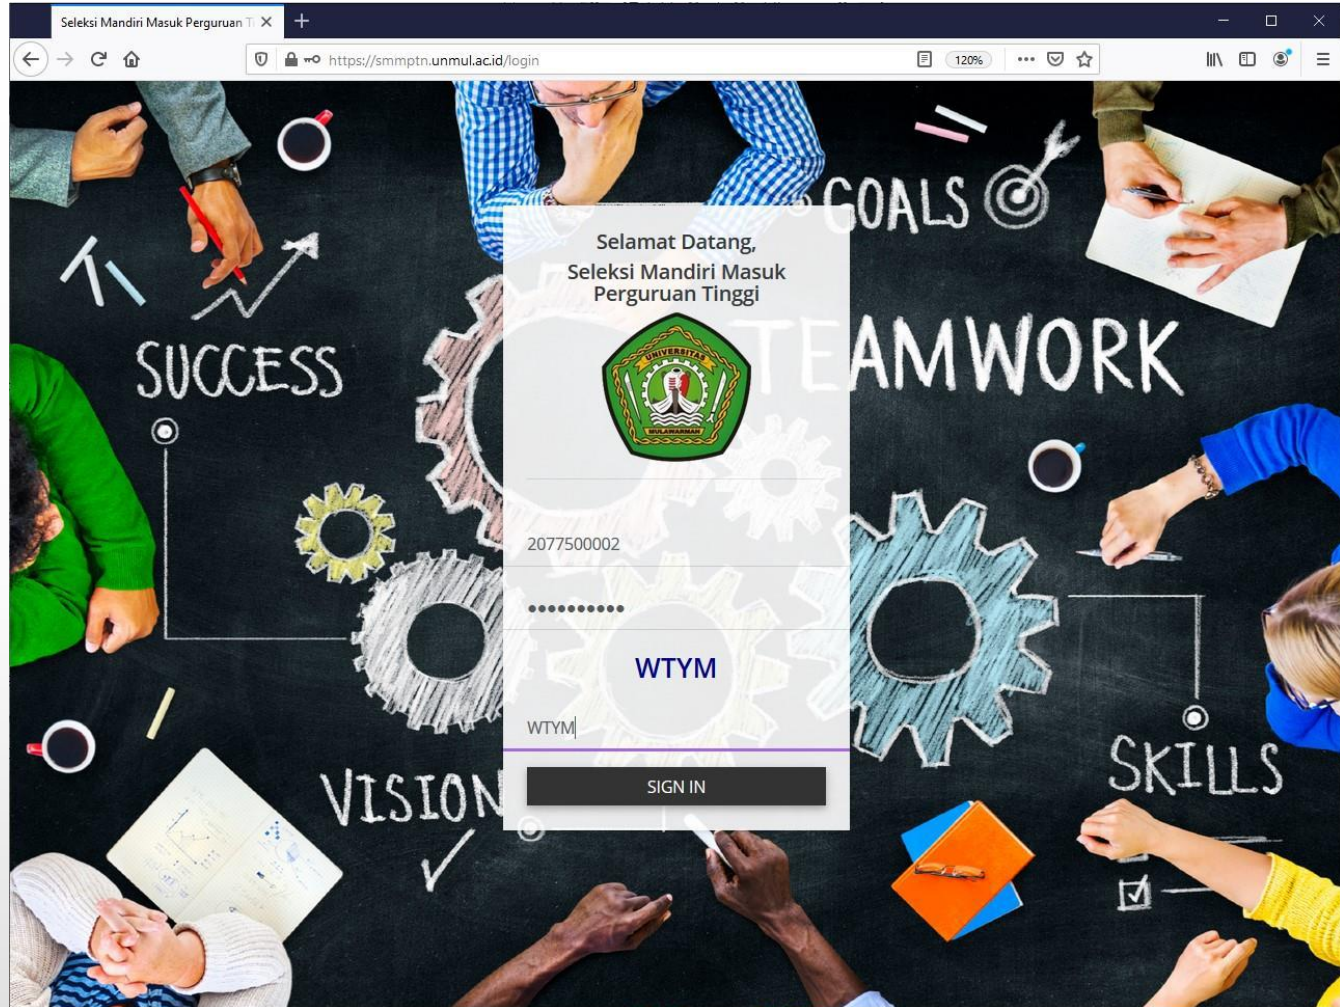 Seleksi Mandiri Masuk Perguruan Ti
https://smmptn.unmul.ac.id/login
120%
GOALS
Selamat Datang,
Seleksi Mandiri Masuk
Perguruan Tinggi
UNIVERSITAS
MULAWARMAN
TEAMWORK
SUCCESS
2077500002
••••••••••
WTYM
WTYM
SIGN IN
VISION
SKILLS